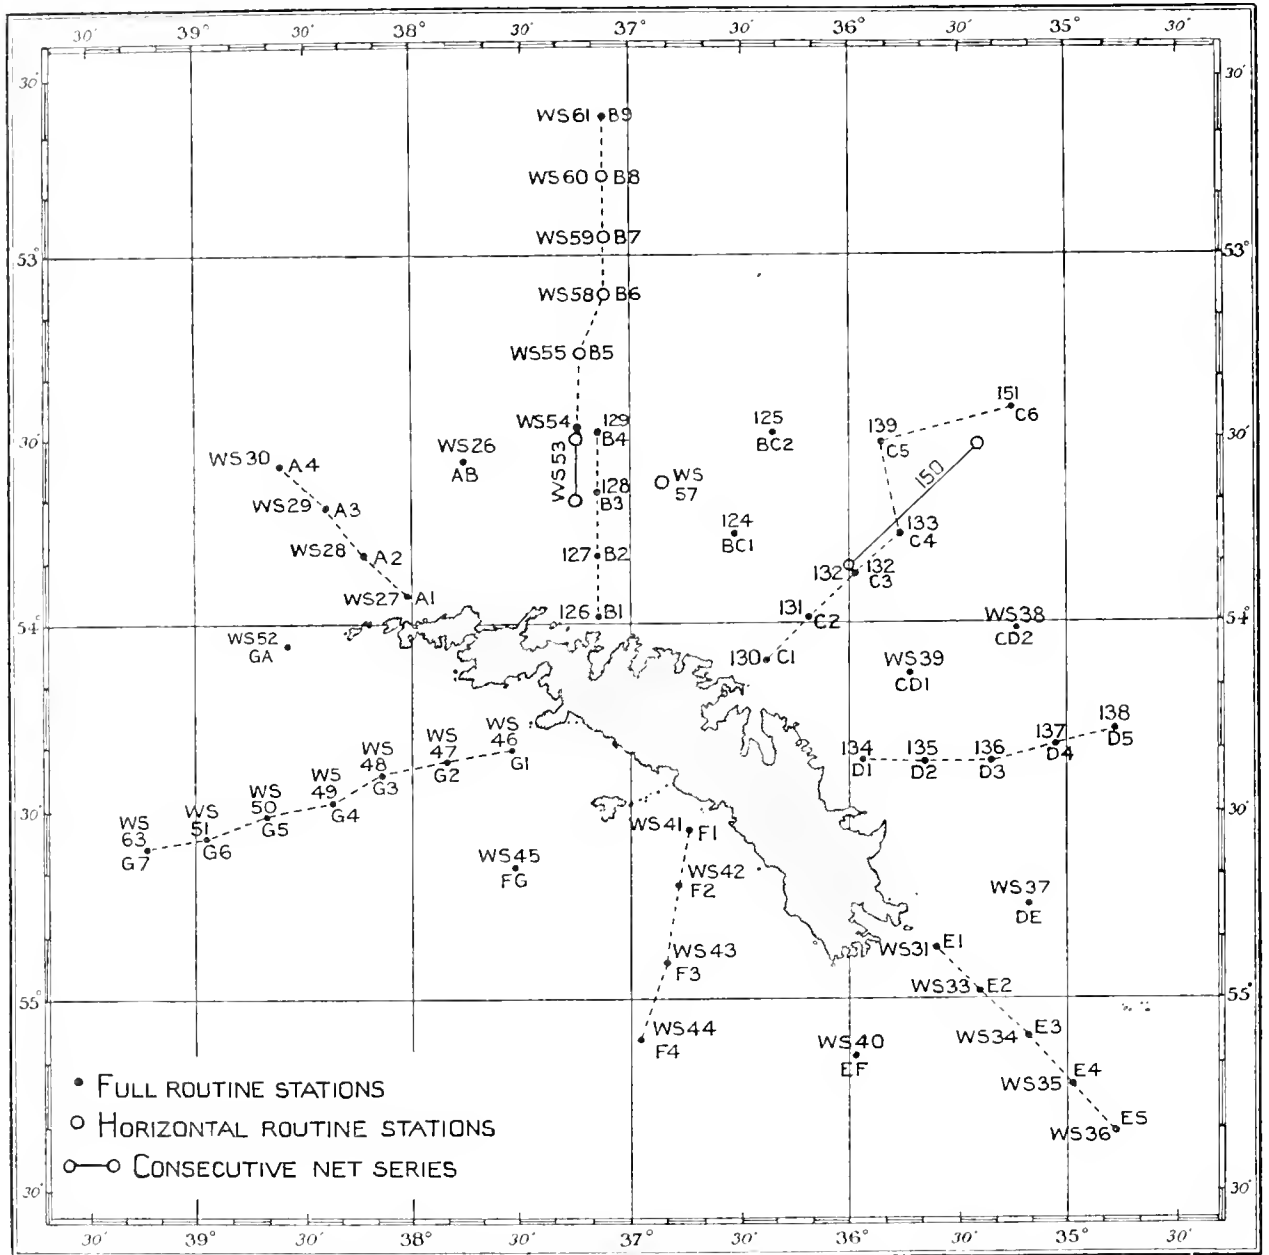 30' 39° 30' 38° 30' 37° 30' 36° 30' 35° 30'
30' 30'
WS61 B9
WS60 B8
WS59 B7
53° 53°
WS58 B6
WS55 B5
151
C6
WS54 129
B4
125
BC2
139
C5
30' 30'
WS26
AB
WS30 A4
WS53
WS
57
150
128
B3
WS29 A3
124
BC1
133
C4
WS28 A2
127 B2
132 132
C3
WS27 A1
126 B1
131
C2
54° 54°
WS38
CD2
WS52
GA
130 C1
WS39
CD1
138
D5
137
D4
WS
46
G1
WS
47
G2
WS
48
G3
134
D1
135
D2
136
D3
WS
49
G4
WS
50
G5
30' 30'
WS
51
G6
WS
63
G7
WS41 F1
WS45
FG
WS42
F2
WS37
DE
WS31 E1
WS43
F3
WS33 E2
55° 55°
WS44
F4
WS34 E3
WS40
EF
WS35 E4
WS36 E5
FULL ROUTINE STATIONS
HORIZONTAL ROUTINE STATIONS
CONSECUTIVE NET SERIES
30' 30'
30' 39° 30' 38° 30' 37° 30' 36° 30' 35° 30'